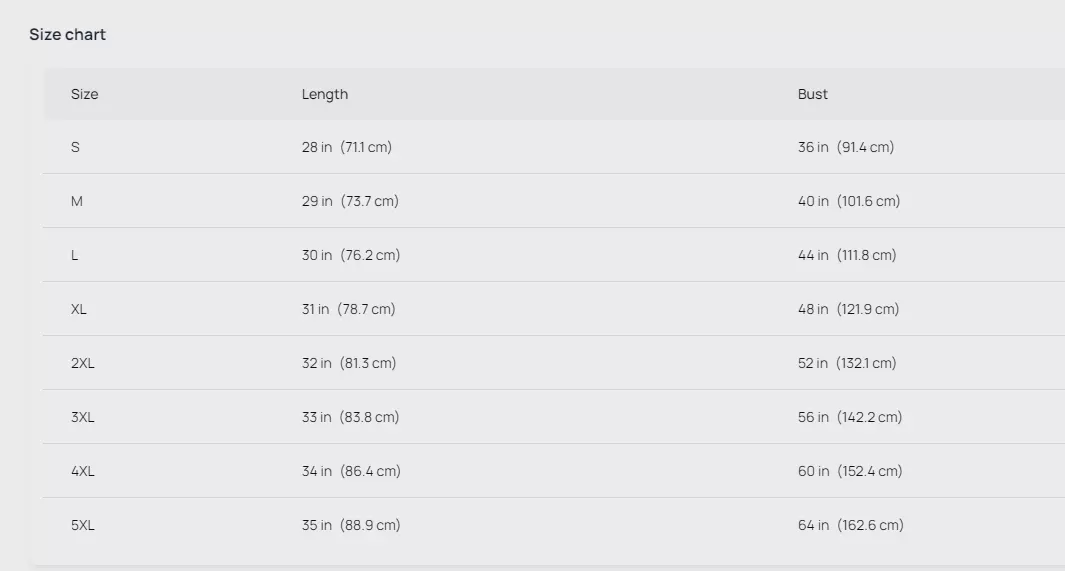 Size chart
Size Length Bust
S 28 in (71.1 cm) 36 in (91.4 cm)
M 29 in (73.7 cm) 40 in (101.6 cm)
L 30 in (76.2 cm) 44 in (111.8 cm)
XL 31 in (78.7 cm) 48 in (121.9 cm)
2XL 32 in (81.3 cm) 52 in (132.1 cm)
3XL 33 in (83.8 cm) 56 in (142.2 cm)
4XL 34 in (86.4 cm) 60 in (152.4 cm)
5XL 35 in (88.9 cm) 64 in (162.6 cm)